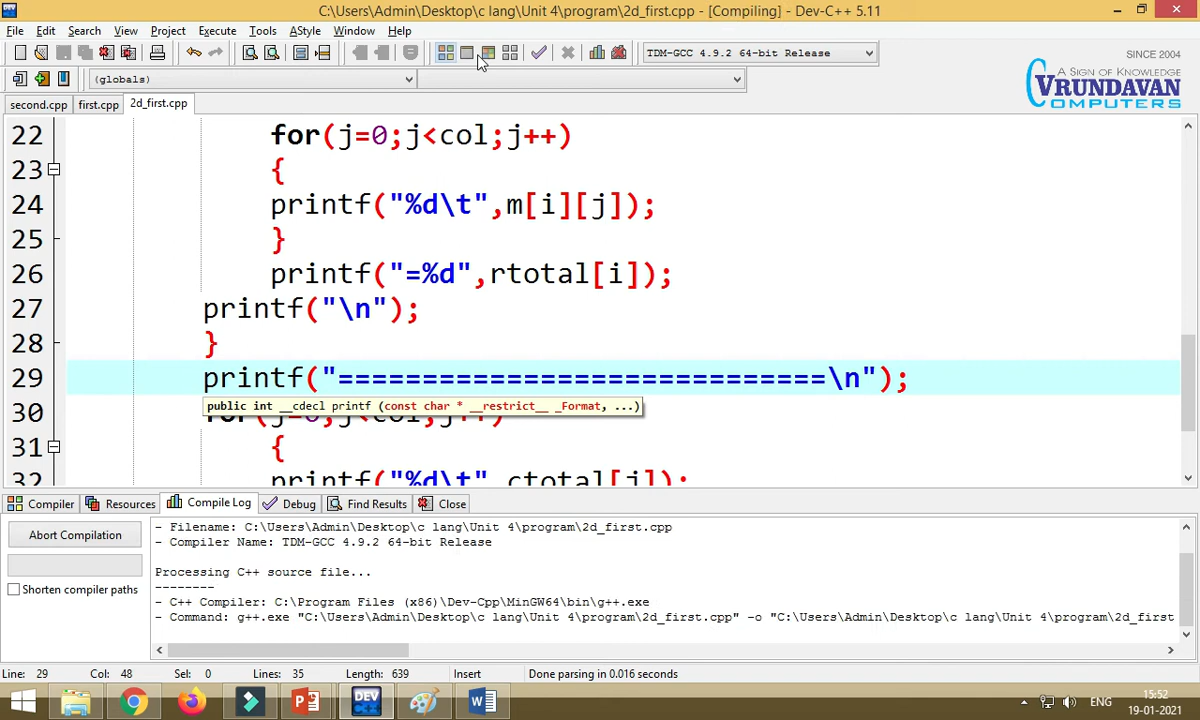 C:\Users\Admin\Desktop\c lang\Unit 4\program\2d_first.cpp - [Compiling] - Dev-C++ 5.11
File Edit Search View Project Execute Tools AStyle Window Help
TDM-GCC 4.9.2 64-bit Release
SINCE 2004
A SIGN OF KNOWLEDGE
VRUNDAVAN
COMPUTERS
(globals)
second.cpp first.cpp 2d_first.cpp
22 for(j=0;j<col;j++)
23 {
24 printf("%d\t",m[i][j]);
25 }
26 printf("=%d",rtotal[i]);
27 printf("\n");
28 }
29 printf("=============================\n");
public int __cdecl printf (const char * __restrict__ _Format, ...)
30 for(j=0;j<col;j++)
31 {
32 printf("%d\t",ctotal[j]);
Compiler Resources Compile Log Debug Find Results Close
Abort Compilation
Shorten compiler paths
- Filename: C:\Users\Admin\Desktop\c lang\Unit 4\program\2d_first.cpp
- Compiler Name: TDM-GCC 4.9.2 64-bit Release
Processing C++ source file...
--------
- C++ Compiler: C:\Program Files (x86)\Dev-Cpp\MinGW64\bin\g++.exe
- Command: g++.exe "C:\Users\Admin\Desktop\c lang\Unit 4\program\2d_first.cpp" -o "C:\Users\Admin\Desktop\c lang\Unit 4\program\2d_first
Line: 29 Col: 48 Sel: 0 Lines: 35 Length: 639 Insert Done parsing in 0.016 seconds
DEV
ENG
15:52
19-01-2021